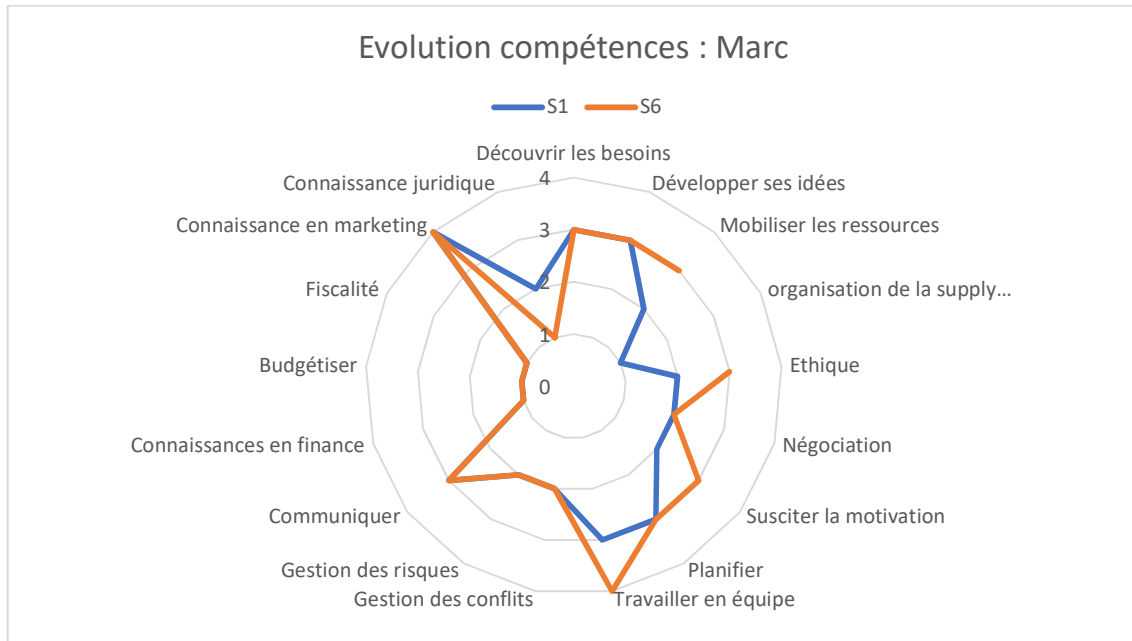 Evolution compétences : Marc
S1
S6
Découvrir les besoins
Développer ses idées
Mobiliser les ressources
organisation de la supply...
Ethique
Négociation
Susciter la motivation
Planifier
Travailler en équipe
Gestion des conflits
Gestion des risques
Communiquer
Connaissances en finance
Budgétiser
Fiscalité
Connaissance en marketing
Connaissance juridique
4
3
2
1
0